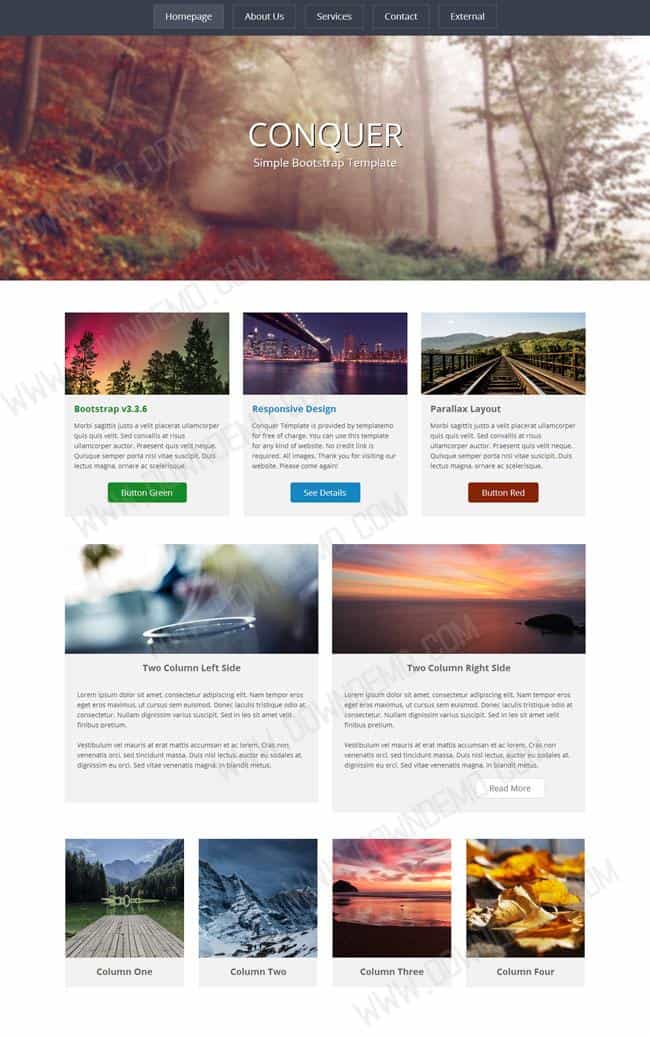 Homepage
About Us
Services
Contact
External
CONQUER
Simple Bootstrap Template
Bootstrap v3.3.6
Morbi sagittis justo a velit placerat ullamcorper
quis quis velit. Sed convallis at risus
ullamcorper auctor. Praesent quis velit neque.
Quisque semper porta nisi vitae suscipit. Duis
lectus magna, ornare ac scelerisque.
Button Green
Responsive Design
Conquer Template is provided by templatemo
for free of charge. You can use this template
for any kind of website. No credit link is
required. All images. Thank you for visiting our
website. Please come again!
See Details
Parallax Layout
Morbi sagittis justo a velit placerat ullamcorper
quis quis velit. Sed convallis at risus
ullamcorper auctor. Praesent quis velit neque.
Quisque semper porta nisl vitae suscipit. Duis
lectus magna, ornare ac scelerisque.
Button Red
Two Column Left Side
Lorem ipsum dolor sit amet, consectetur adipiscing elit. Nam tempor eros
eget eros maximus, ut cursus sem euismod. Donec iaculis tristique odio at
consectetur. Nullam dignissim varius suscipit. Sed in leo sit amet velit
finibus pretium.
Vestibulum vel mauris at erat mattis accumsan et ac lorem. Cras non
venenatis orci, sed tincidunt massa. Duis nisl lectus, auctor eu sodales at,
dignissim eu orci. Sed vitae venenatis magna, in blandit metus.
Two Column Right Side
Lorem ipsum dolor sit amet, consectetur adipiscing elit. Nam tempor eros
eget eros maximus, ut cursus sem euismod. Donec iaculis tristique odio at
consectetur. Nullam dignissim varius suscipit. Sed in leo sit amet velit
finibus pretium.
Vestibulum vel mauris at erat mattis accumsan et ac lorem. Cras non
venenatis orci, sed tincidunt massa. Duis nisl lectus, auctor eu sodales at,
dignissim eu orci. Sed vitae venenatis magna, in blandit metus.
Read More
Column One
Column Two
Column Three
Column Four
WWW.DOWNDEMO.COM
WWW.DOWNDEMO.COM
WWW.DOWNDEMO.COM
WWW.DOWNDEMO.COM
WWW.DOWNDEMO.COM